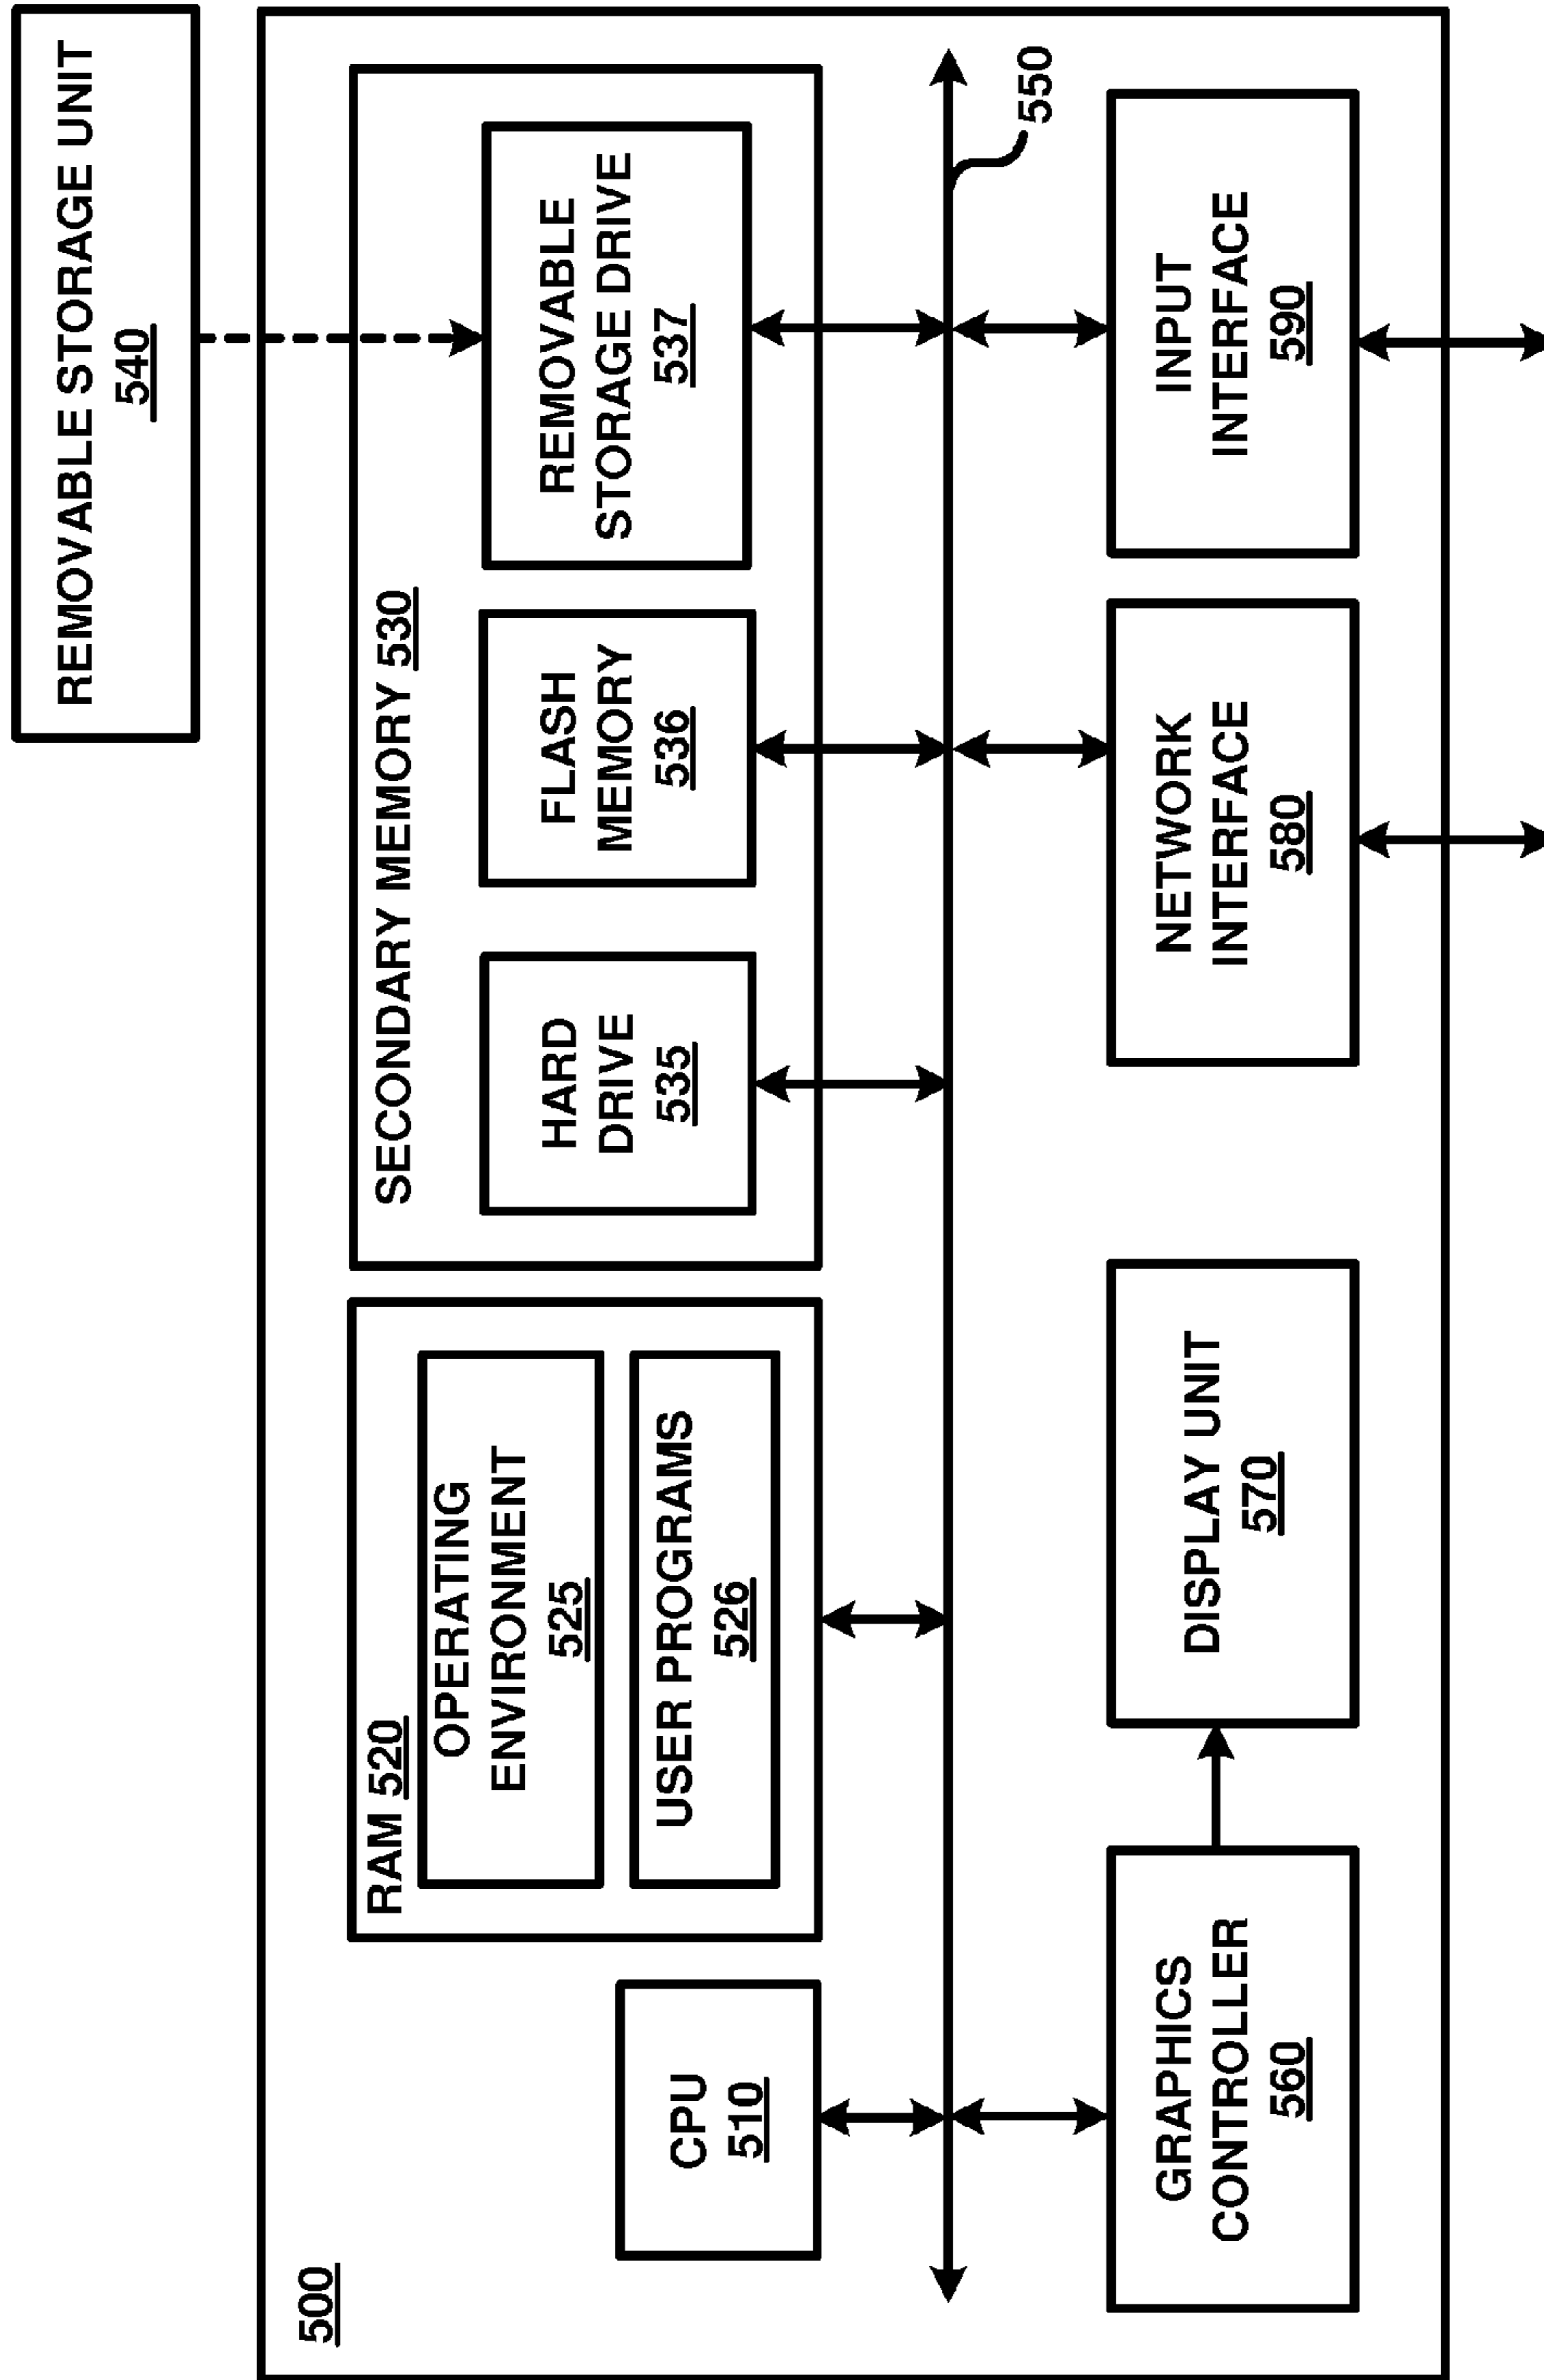 REMOVABLE STORAGE UNIT
540
500
CPU
510
RAM 520
OPERATING
ENVIRONMENT
525
USER PROGRAMS
526
SECONDARY MEMORY 530
HARD
DRIVE
535
FLASH
MEMORY
536
REMOVABLE
STORAGE DRIVE
537
550
GRAPHICS
CONTROLLER
560
DISPLAY UNIT
570
NETWORK
INTERFACE
580
INPUT
INTERFACE
590